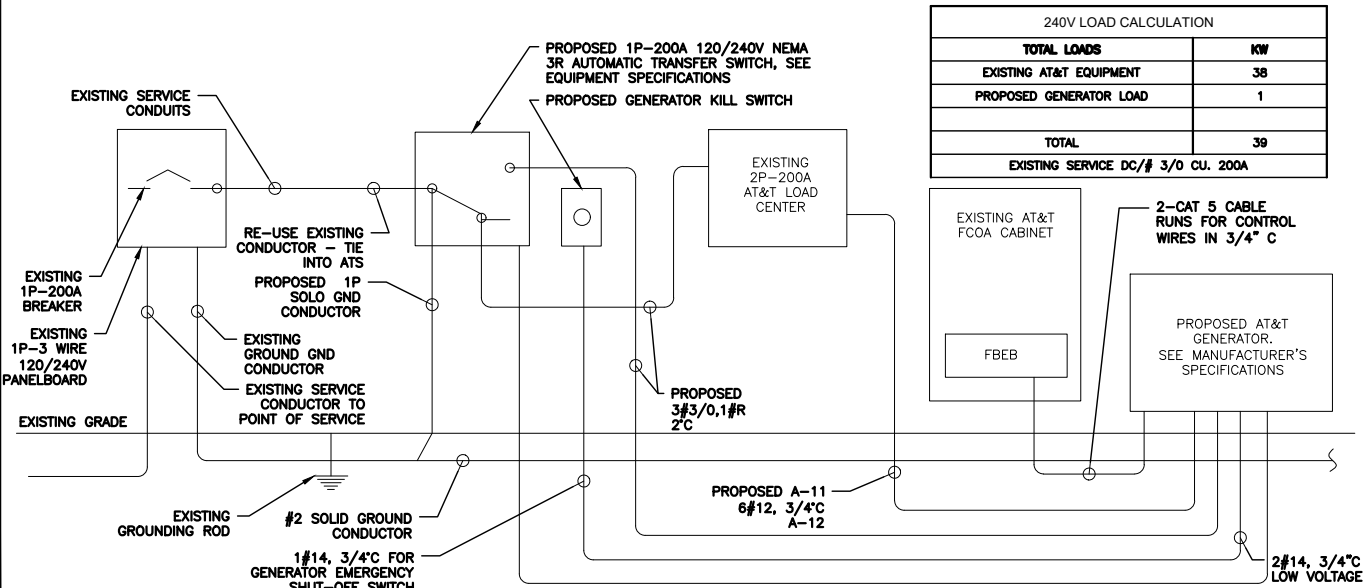 240V LOAD CALCULATION
TOTAL LOADS KW
EXISTING AT&T EQUIPMENT 38
PROPOSED GENERATOR LOAD 1
TOTAL 39
EXISTING SERVICE DC/# 3/0 CU. 200A
PROPOSED 1P-200A 120/240V NEMA
3R AUTOMATIC TRANSFER SWITCH, SEE
EQUIPMENT SPECIFICATIONS
PROPOSED GENERATOR KILL SWITCH
EXISTING SERVICE
CONDUITS
EXISTING
2P-200A
AT&T LOAD
CENTER
EXISTING AT&T
FCOA CABINET
FBEB
2-CAT 5 CABLE
RUNS FOR CONTROL
WIRES IN 3/4" C
PROPOSED AT&T
GENERATOR.
SEE MANUFACTURER'S
SPECIFICATIONS
RE-USE EXISTING
CONDUCTOR - TIE
INTO ATS
PROPOSED 1P
SOLO GND
CONDUCTOR
EXISTING
1P-200A
BREAKER
EXISTING
1P-3 WIRE
120/240V
PANELBOARD
EXISTING
GROUND GND
CONDUCTOR
EXISTING SERVICE
CONDUCTOR TO
POINT OF SERVICE
PROPOSED
3#3/0,1#R
2"C
EXISTING GRADE
EXISTING
GROUNDING ROD
#2 SOLID GROUND
CONDUCTOR
1#14, 3/4"C FOR
GENERATOR EMERGENCY
SHUT-OFF SWITCH
PROPOSED A-11
6#12, 3/4"C
A-12
2#14, 3/4"C
LOW VOLTAGE